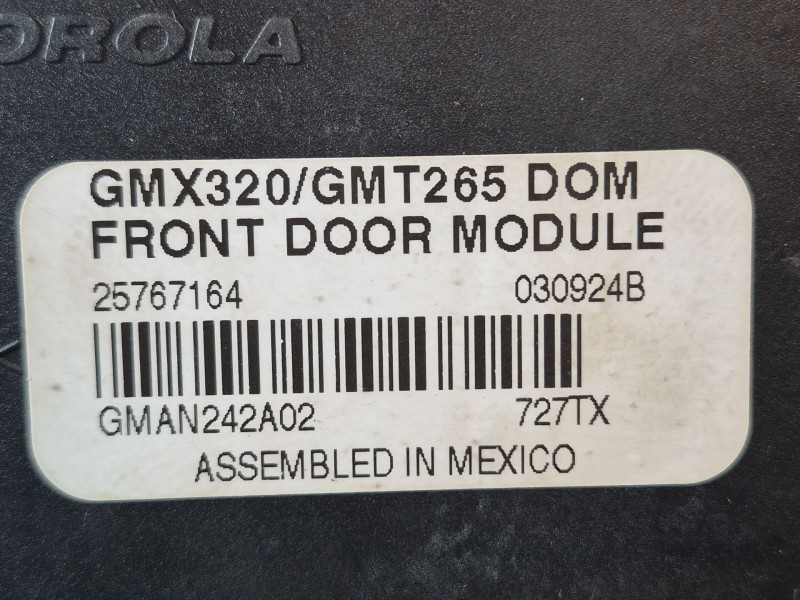 OROLA
GMX320/GMT265 DOM
FRONT DOOR MODULE
25767164 030924B
GMAN242A02 727TX
ASSEMBLED IN MEXICO